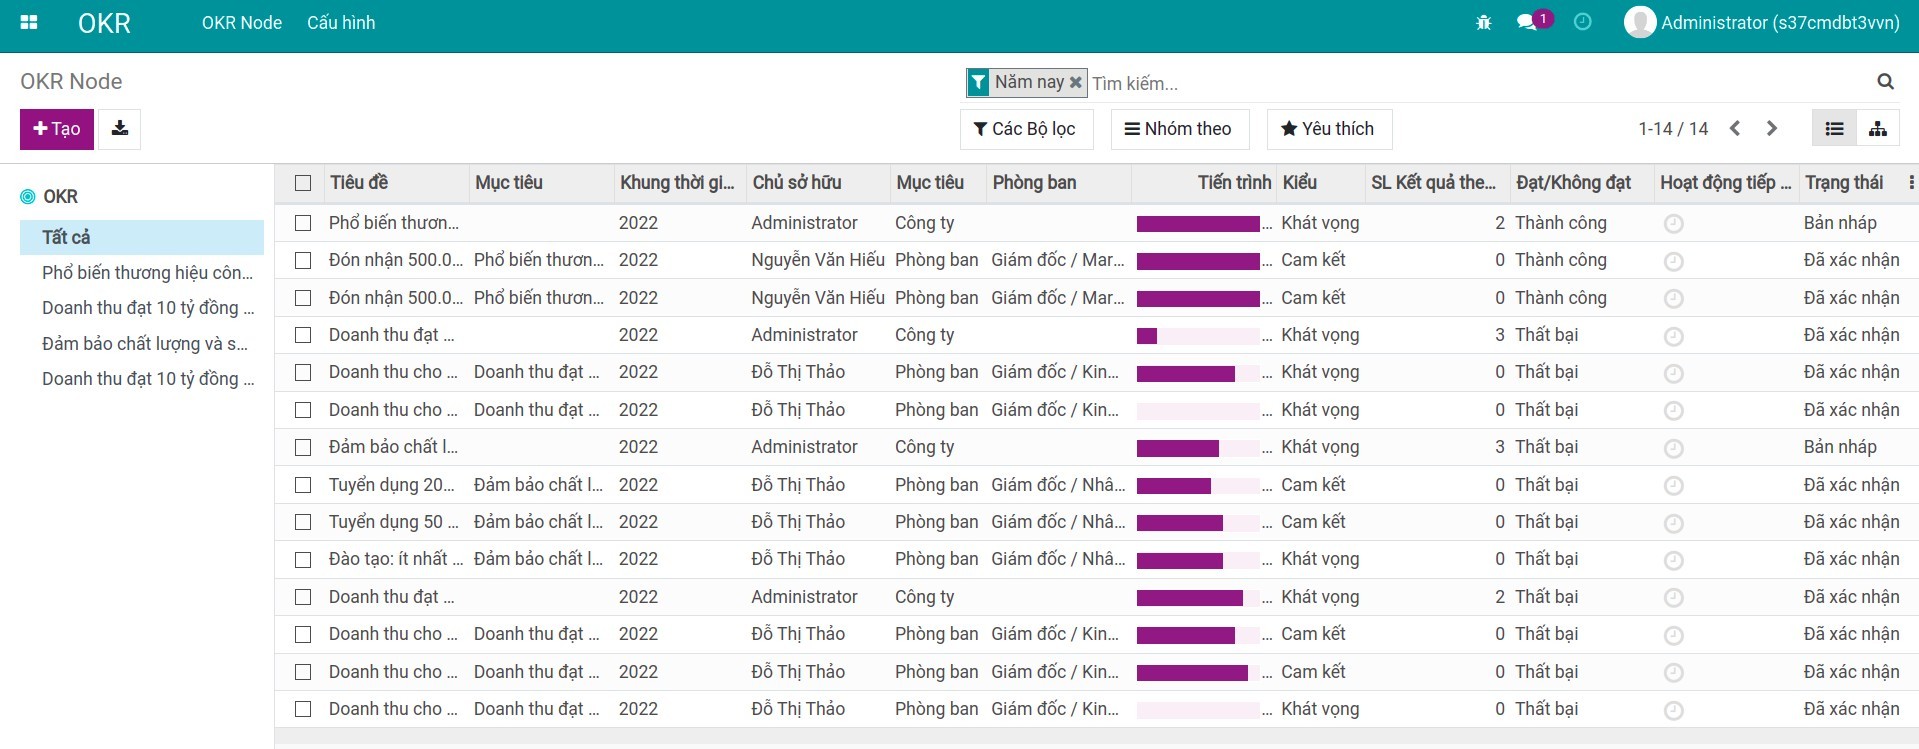 OKR OKR Node Cấu hình 1 Administrator (s37cmdbt3vvn)
OKR Node
Năm nay Tìm kiếm...
Tạo Các Bộ lọc Nhóm theo Yêu thích 1-14 / 14
OKR
Tất cả
Phổ biến thương hiệu côn...
Doanh thu đạt 10 tỷ đồng ...
Đảm bảo chất lượng và s...
Doanh thu đạt 10 tỷ đồng ...
Tiêu đề Mục tiêu Khung thời gi... Chủ sở hữu Mục tiêu Phòng ban Tiến trình Kiểu SL Kết quả the... Đạt/Không đạt Hoạt động tiếp ... Trạng thái
Phổ biến thươn... 2022 Administrator Công ty ... Khát vọng 2 Thành công Bản nháp
Đón nhận 500.0... Phổ biến thươn... 2022 Nguyễn Văn Hiếu Phòng ban Giám đốc / Mar... ... Cam kết 0 Thành công Đã xác nhận
Đón nhận 500.0... Phổ biến thươn... 2022 Nguyễn Văn Hiếu Phòng ban Giám đốc / Mar... ... Cam kết 0 Thành công Đã xác nhận
Doanh thu đạt ... 2022 Administrator Công ty ... Khát vọng 3 Thất bại Đã xác nhận
Doanh thu cho ... Doanh thu đạt ... 2022 Đỗ Thị Thảo Phòng ban Giám đốc / Kin... ... Khát vọng 0 Thất bại Đã xác nhận
Doanh thu cho ... Doanh thu đạt ... 2022 Đỗ Thị Thảo Phòng ban Giám đốc / Kin... ... Khát vọng 0 Thất bại Đã xác nhận
Đảm bảo chất l... 2022 Administrator Công ty ... Khát vọng 3 Thất bại Bản nháp
Tuyển dụng 20... Đảm bảo chất l... 2022 Đỗ Thị Thảo Phòng ban Giám đốc / Nhâ... ... Cam kết 0 Thất bại Đã xác nhận
Tuyển dụng 50 ... Đảm bảo chất l... 2022 Đỗ Thị Thảo Phòng ban Giám đốc / Nhâ... ... Cam kết 0 Thất bại Đã xác nhận
Đào tạo: ít nhất ... Đảm bảo chất l... 2022 Đỗ Thị Thảo Phòng ban Giám đốc / Nhâ... ... Khát vọng 0 Thất bại Đã xác nhận
Doanh thu đạt ... 2022 Administrator Công ty ... Khát vọng 2 Thất bại Đã xác nhận
Doanh thu cho ... Doanh thu đạt ... 2022 Đỗ Thị Thảo Phòng ban Giám đốc / Kin... ... Cam kết 0 Thất bại Đã xác nhận
Doanh thu cho ... Doanh thu đạt ... 2022 Đỗ Thị Thảo Phòng ban Giám đốc / Kin... ... Cam kết 0 Thất bại Đã xác nhận
Doanh thu cho ... Doanh thu đạt ... 2022 Đỗ Thị Thảo Phòng ban Giám đốc / Kin... ... Khát vọng 0 Thất bại Đã xác nhận